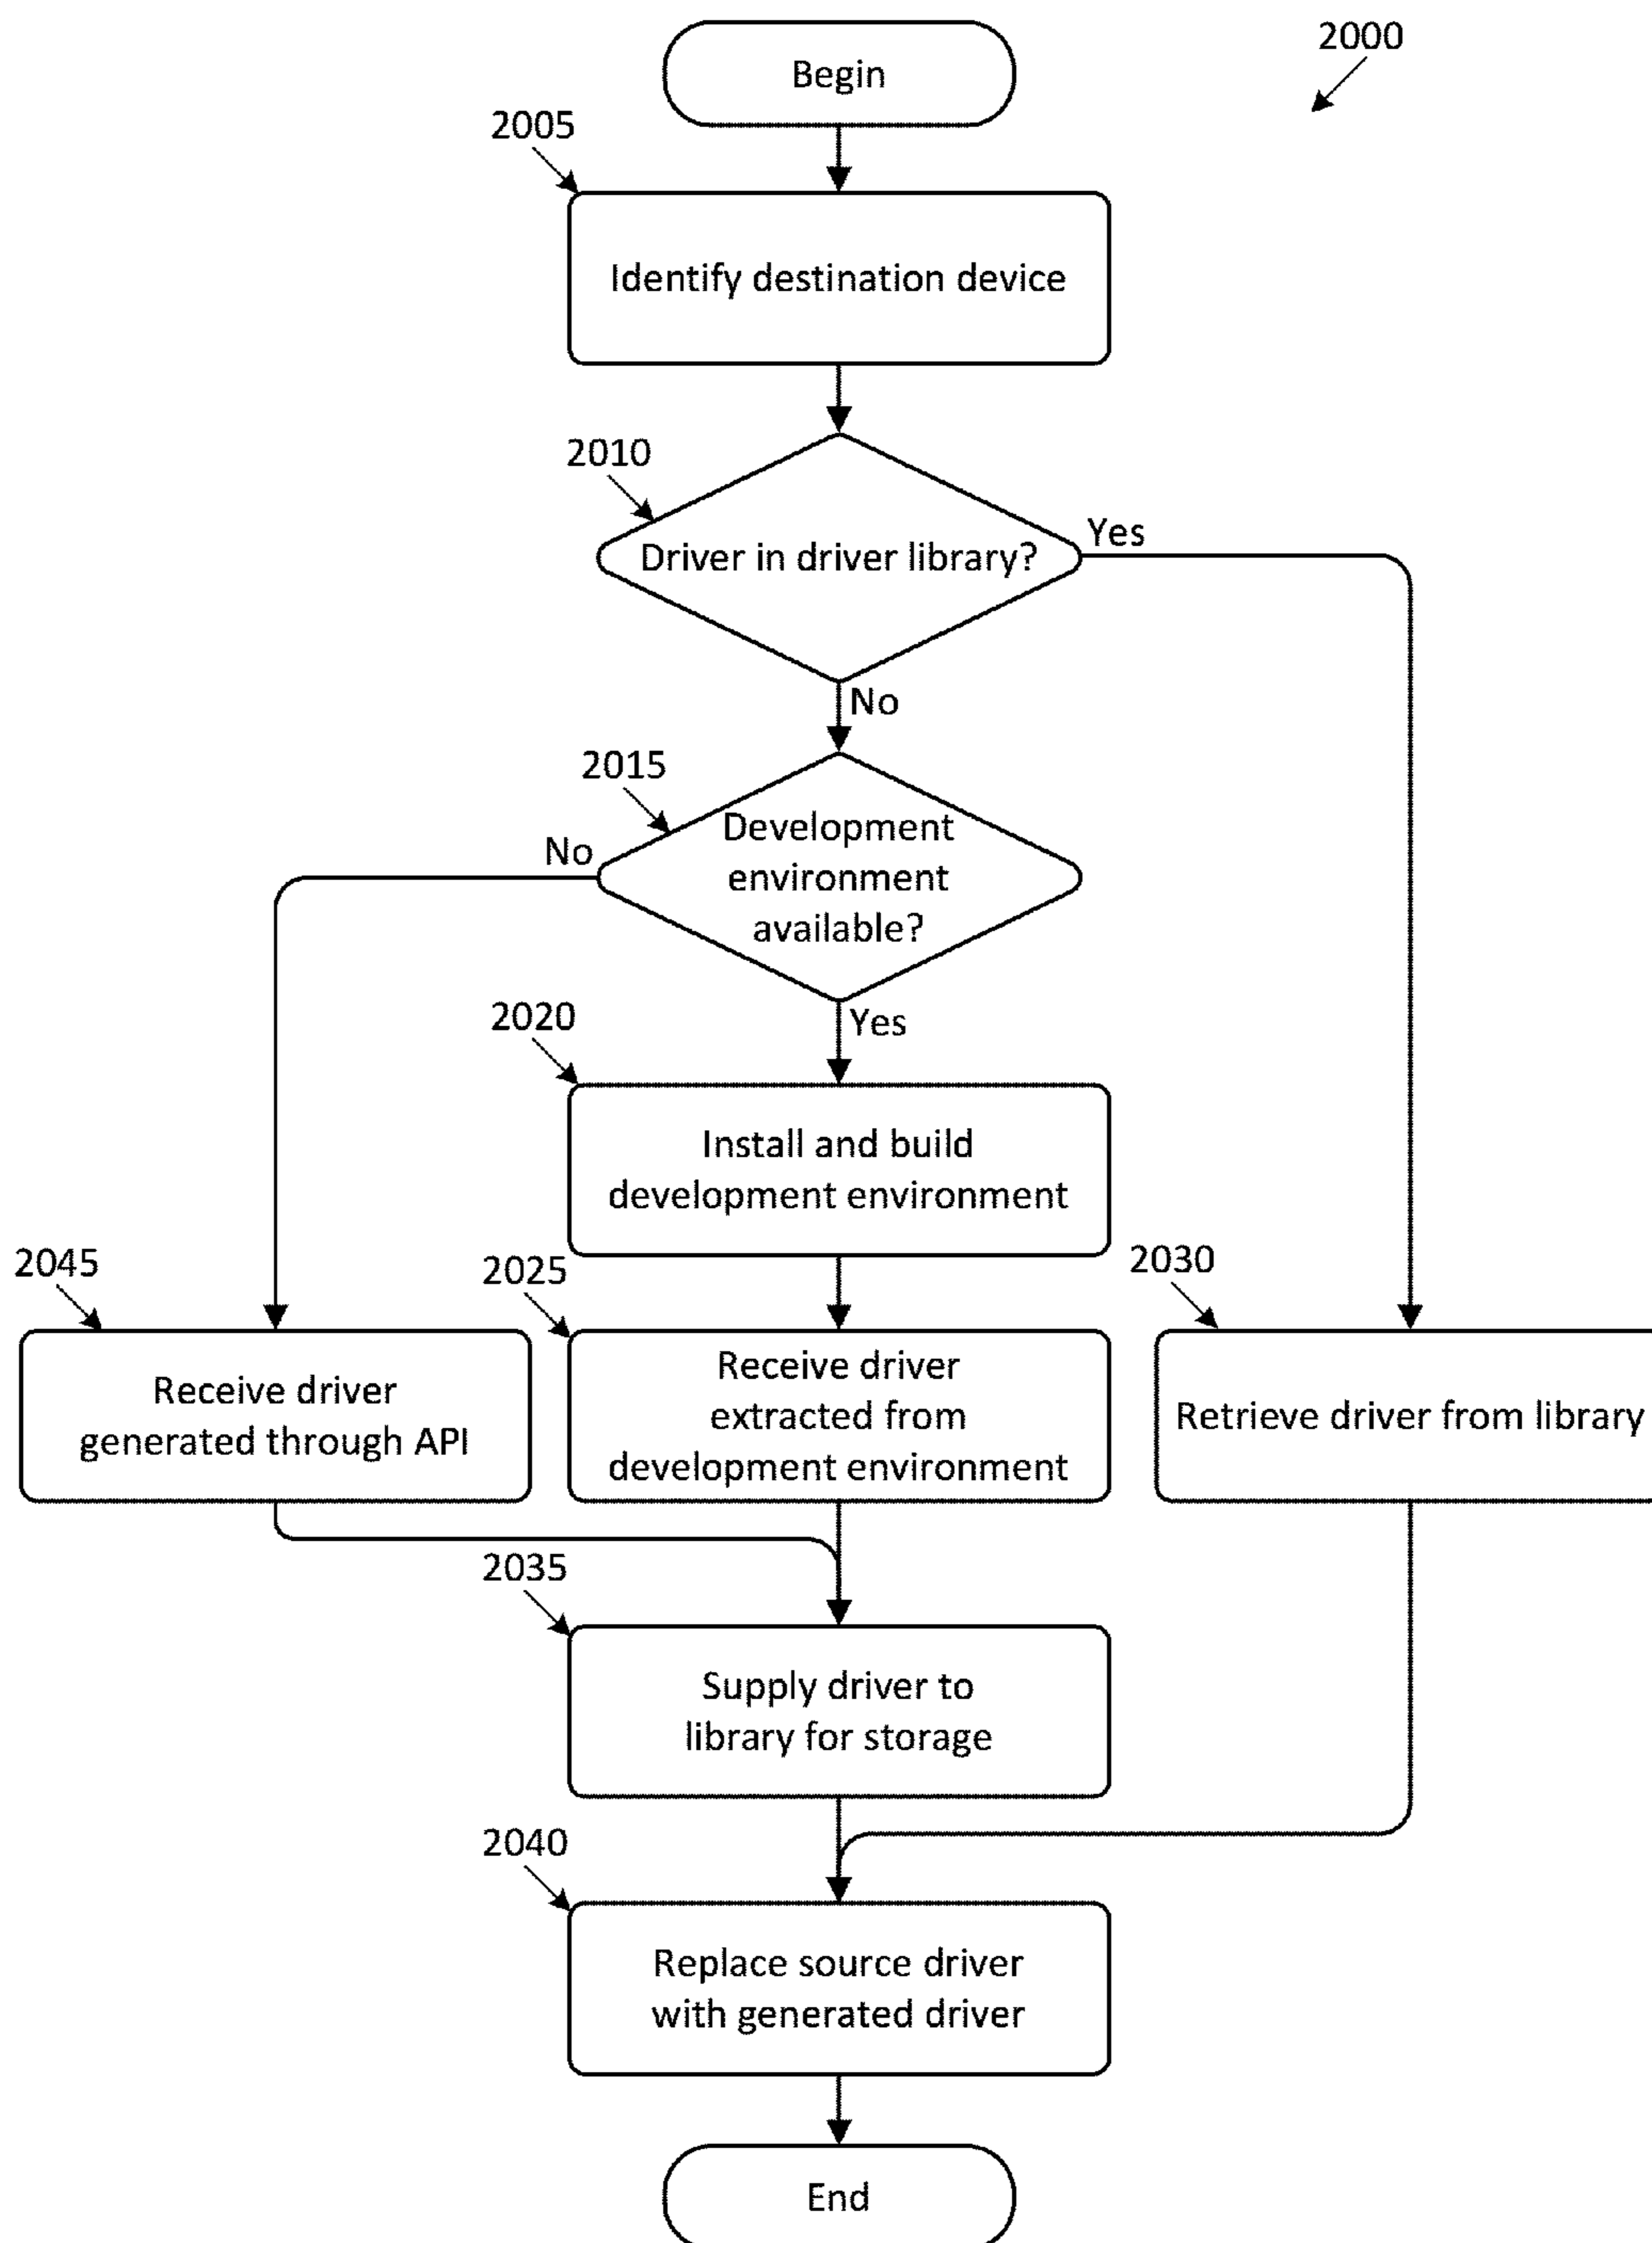 2000
Begin
2005
Identify destination device
2010
Driver in driver library?
Yes
No
2015
Development
environment
available?
No
Yes
2020
Install and build
development environment
2045
Receive driver
generated through API
2025
Receive driver
extracted from
development environment
2030
Retrieve driver from library
2035
Supply driver to
library for storage
2040
Replace source driver
with generated driver
End